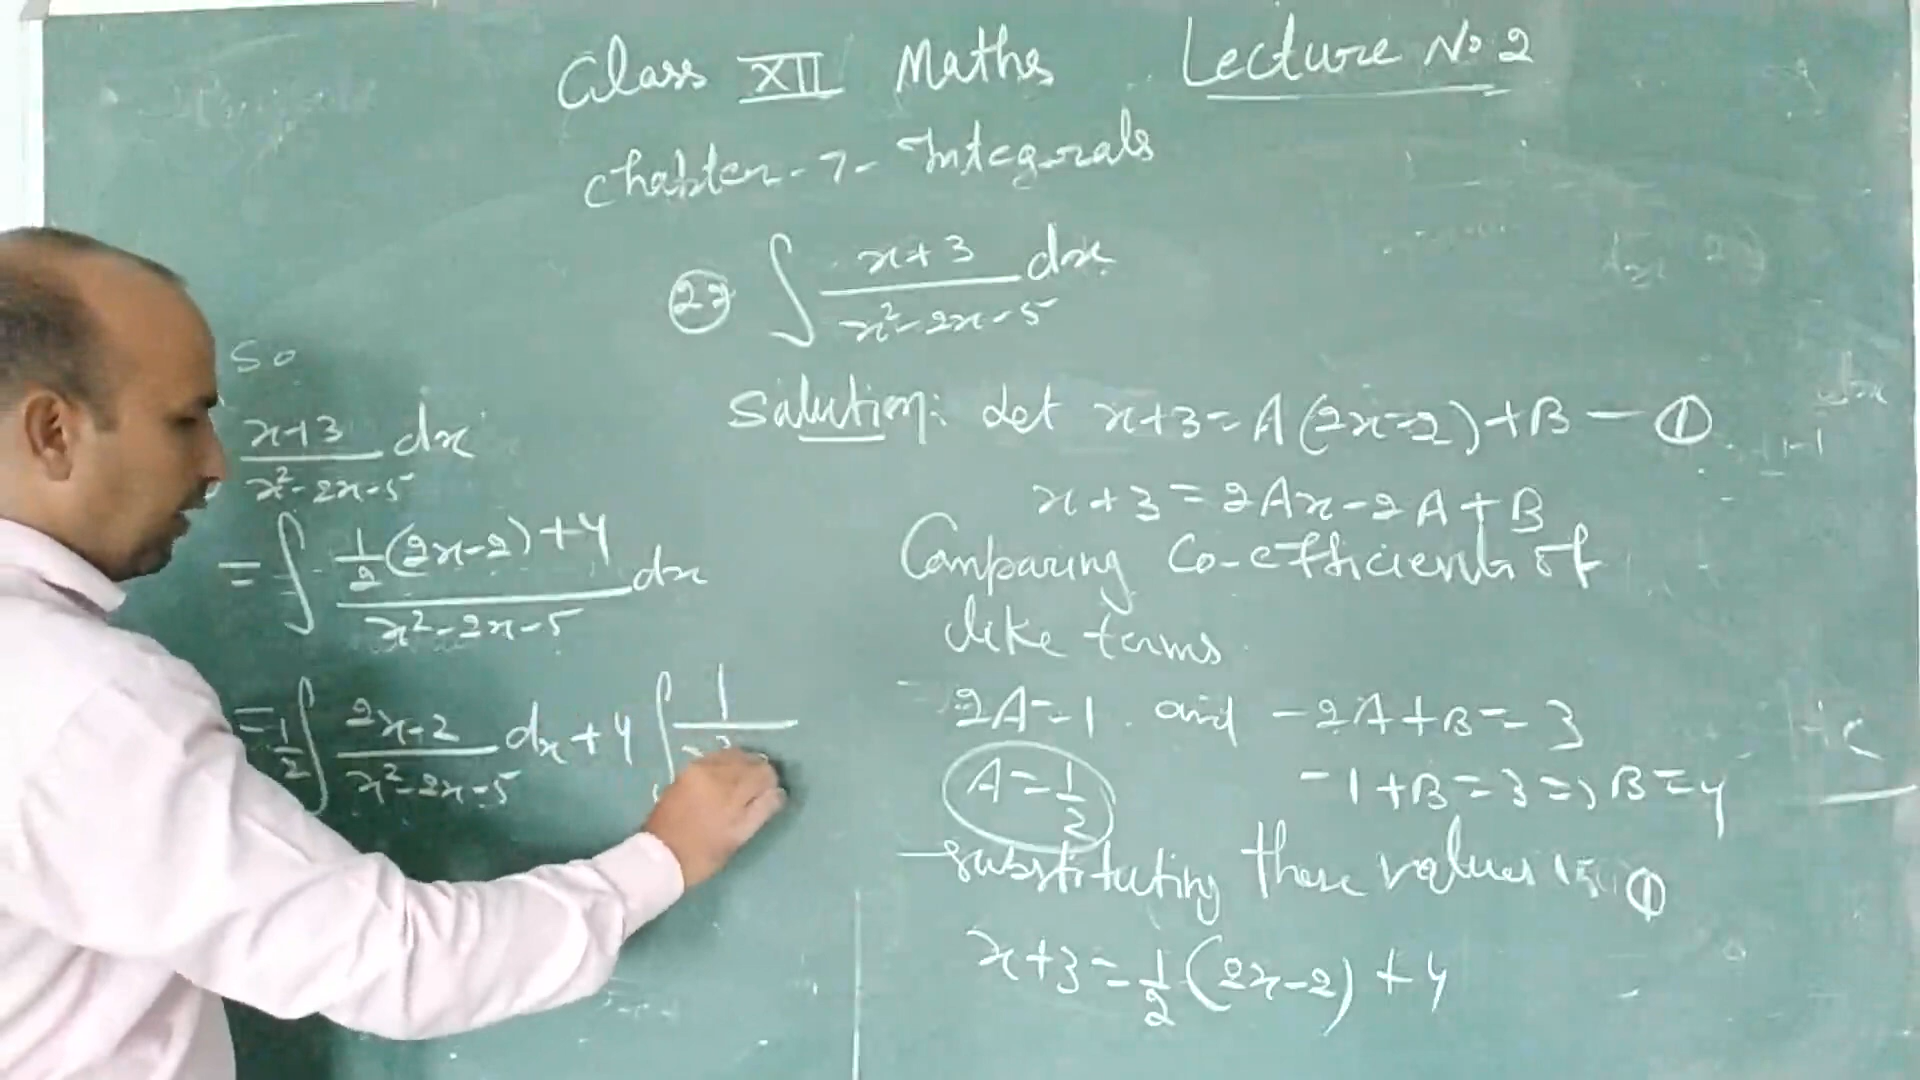 Class XII Maths Lecture No 2
Chapter-7- Integrals
∫ x+3/x²-2x-5 dx
Solution: Let x+3=A(2x-2)+B — ①
x+3=2Ax-2A+B
Comparing Co-efficients of
like terms
2A=1 and -2A+B=3
A=1/2 -1+B=3=>B=4
substituting these values in ①
x+3=1/2(2x-2)+4
So
x+3/x²-2x-5 dx
=∫ 1/2(2x-2)+4/x²-2x-5 dx
=1/2∫ 2x-2/x²-2x-5 dx+4∫ 1/